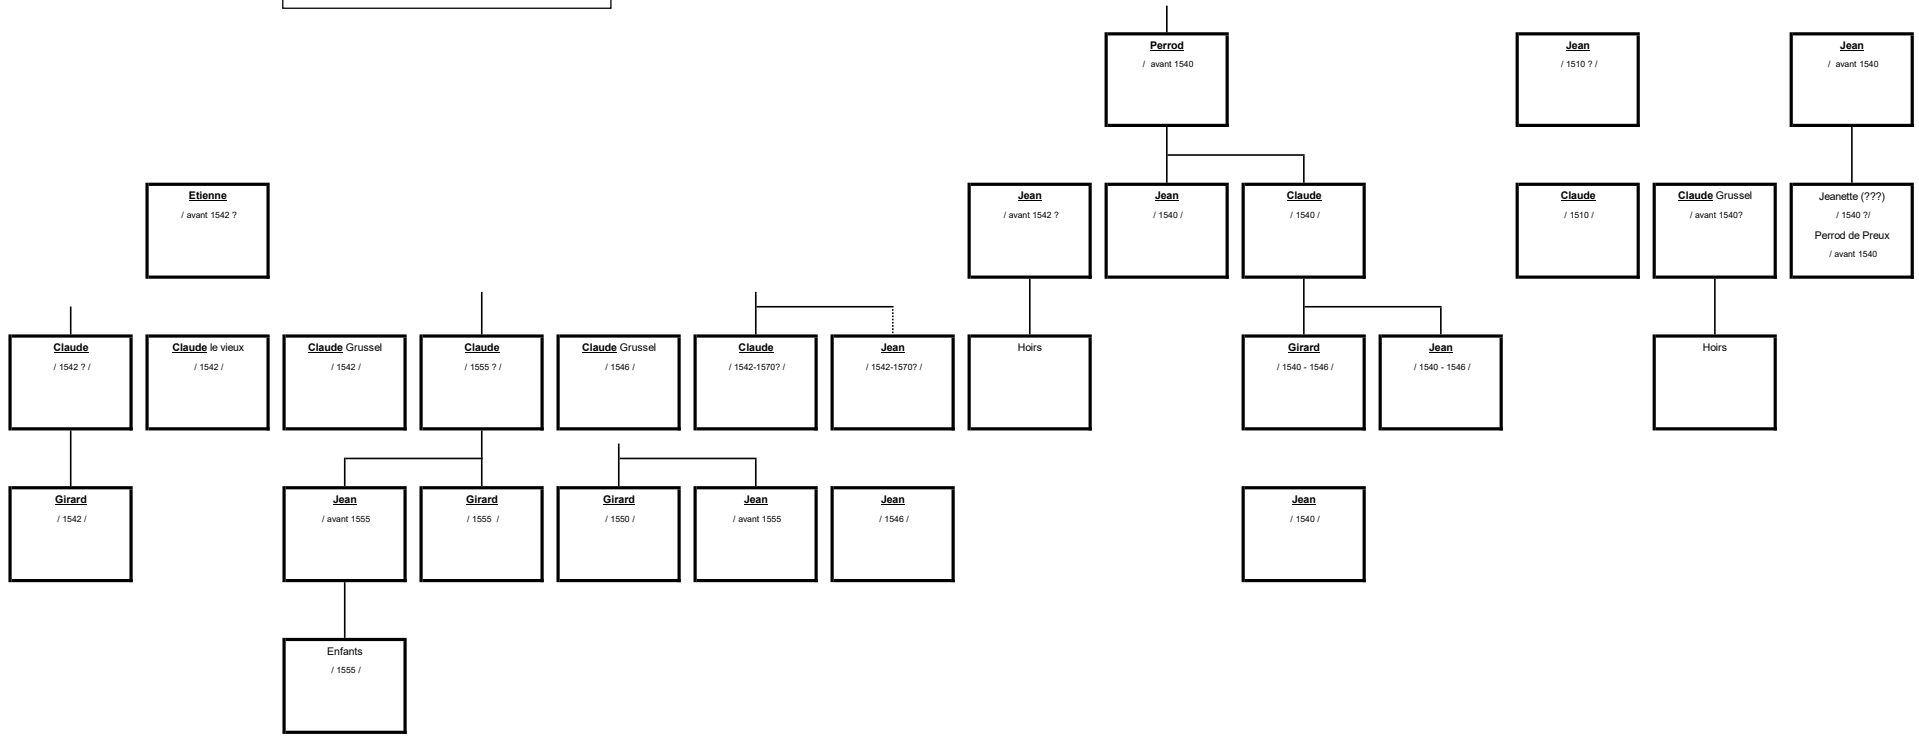 Perrod
/ avant 1540
Jean
/ 1510 ? /
Jean
/ avant 1540
Etienne
/ avant 1542 ?
Jean
/ avant 1542 ?
Jean
/ 1540 /
Claude
/ 1540 /
Claude
/ 1510 /
Claude Grussel
/ avant 1540?
Jeanette (???)
/ 1540 ?/
Perrod de Preux
/ avant 1540
Claude
/ 1542 ? /
Claude le vieux
/ 1542 /
Claude Grussel
/ 1542 /
Claude
/ 1555 ? /
Claude Grussel
/ 1546 /
Claude
/ 1542-1570? /
Jean
/ 1542-1570? /
Hoirs
Girard
/ 1540 - 1546 /
Jean
/ 1540 - 1546 /
Hoirs
Girard
/ 1542 /
Jean
/ avant 1555
Girard
/ 1555 /
Girard
/ 1550 /
Jean
/ avant 1555
Jean
/ 1546 /
Jean
/ 1540 /
Enfants
/ 1555 /